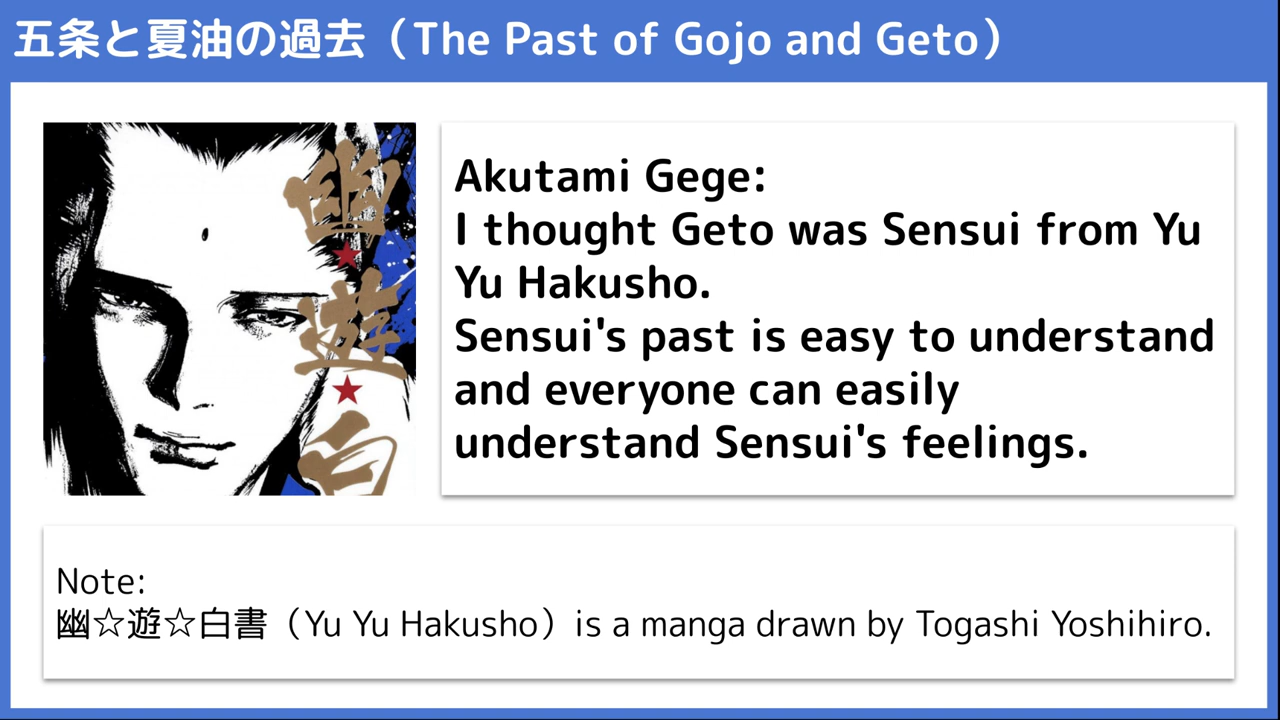 五条と夏油の過去（The Past of Gojo and Geto）
幽
★
遊
★
白
Akutami Gege:
I thought Geto was Sensui from Yu
Yu Hakusho.
Sensui's past is easy to understand
and everyone can easily
understand Sensui's feelings.
Note:
幽☆遊☆白書（Yu Yu Hakusho）is a manga drawn by Togashi Yoshihiro.